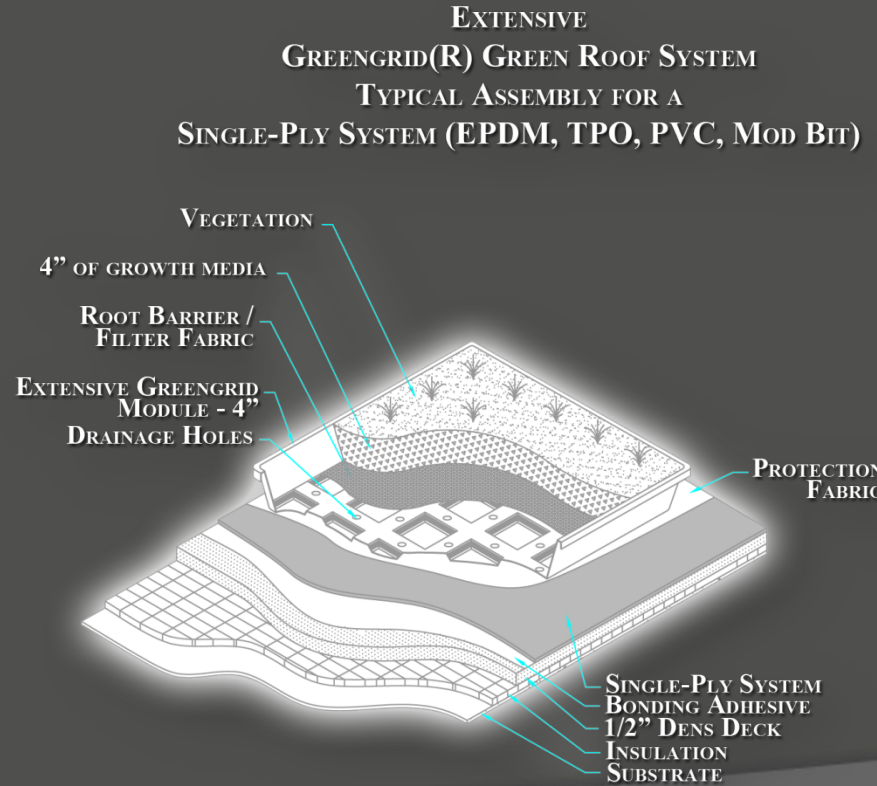 Extensive
Greengrid(R) Green Roof System
Typical Assembly for a
Single-Ply System (EPDM, TPO, PVC, Mod Bit)
Vegetation
4” of growth media
Root Barrier /
Filter Fabric
Extensive Greengrid
Module - 4”
Drainage Holes
Protection
Fabric
Single-Ply System
Bonding Adhesive
1/2” Dens Deck
Insulation
Substrate